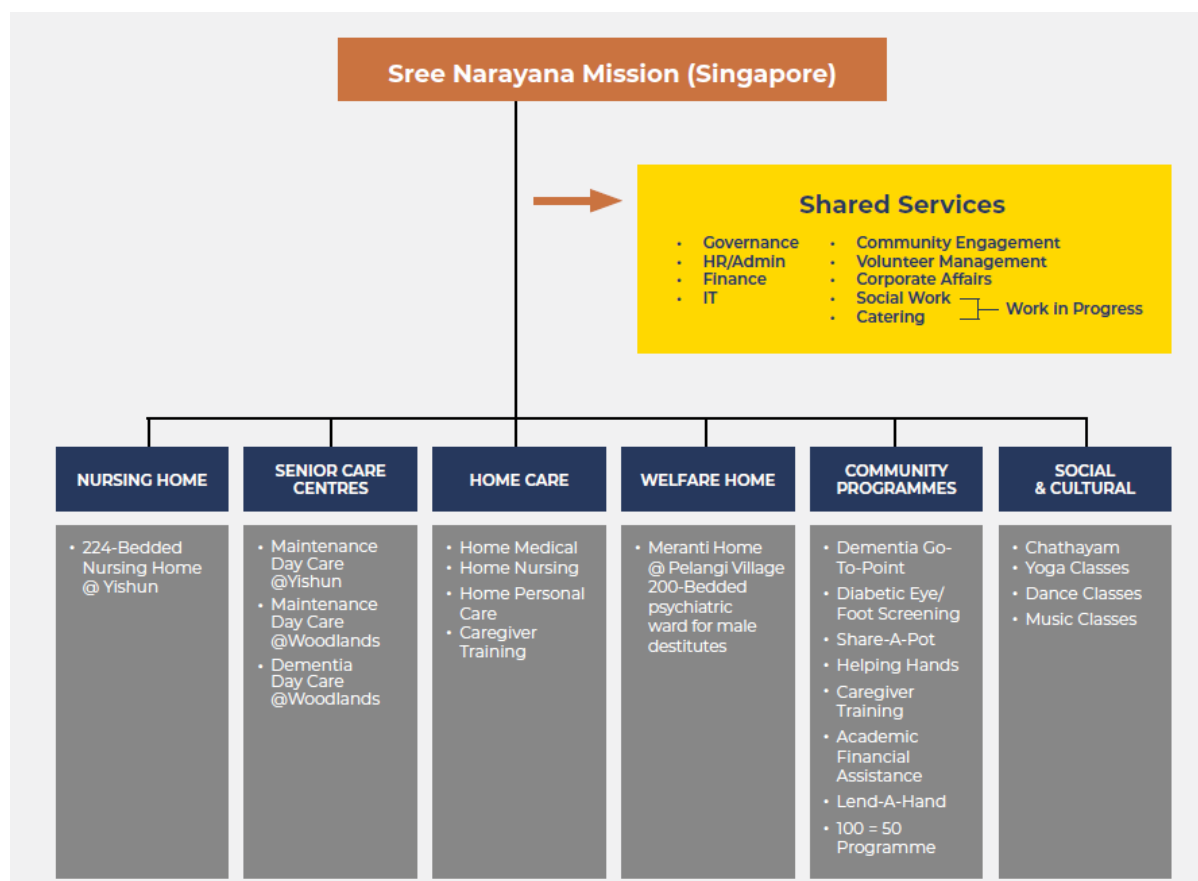 Sree Narayana Mission (Singapore)
Shared Services
• Governance
• HR/Admin
• Finance
• IT
• Community Engagement
• Volunteer Management
• Corporate Affairs
• Social Work
• Catering
Work in Progress
NURSING HOME
• 224-Bedded
Nursing Home
@ Yishun
SENIOR CARE
CENTRES
• Maintenance
Day Care
@Yishun
• Maintenance
Day Care
@Woodlands
• Dementia
Day Care
@Woodlands
HOME CARE
• Home Medical
• Home Nursing
• Home Personal
Care
• Caregiver
Training
WELFARE HOME
• Meranti Home
@ Pelangi Village
200-Bedded
psychiatric
ward for male
destitutes
COMMUNITY
PROGRAMMES
• Dementia Go-
To-Point
• Diabetic Eye/
Foot Screening
• Share-A-Pot
• Helping Hands
• Caregiver
Training
• Academic
Financial
Assistance
• Lend-A-Hand
• 100 = 50
Programme
SOCIAL
& CULTURAL
• Chathayam
• Yoga Classes
• Dance Classes
• Music Classes